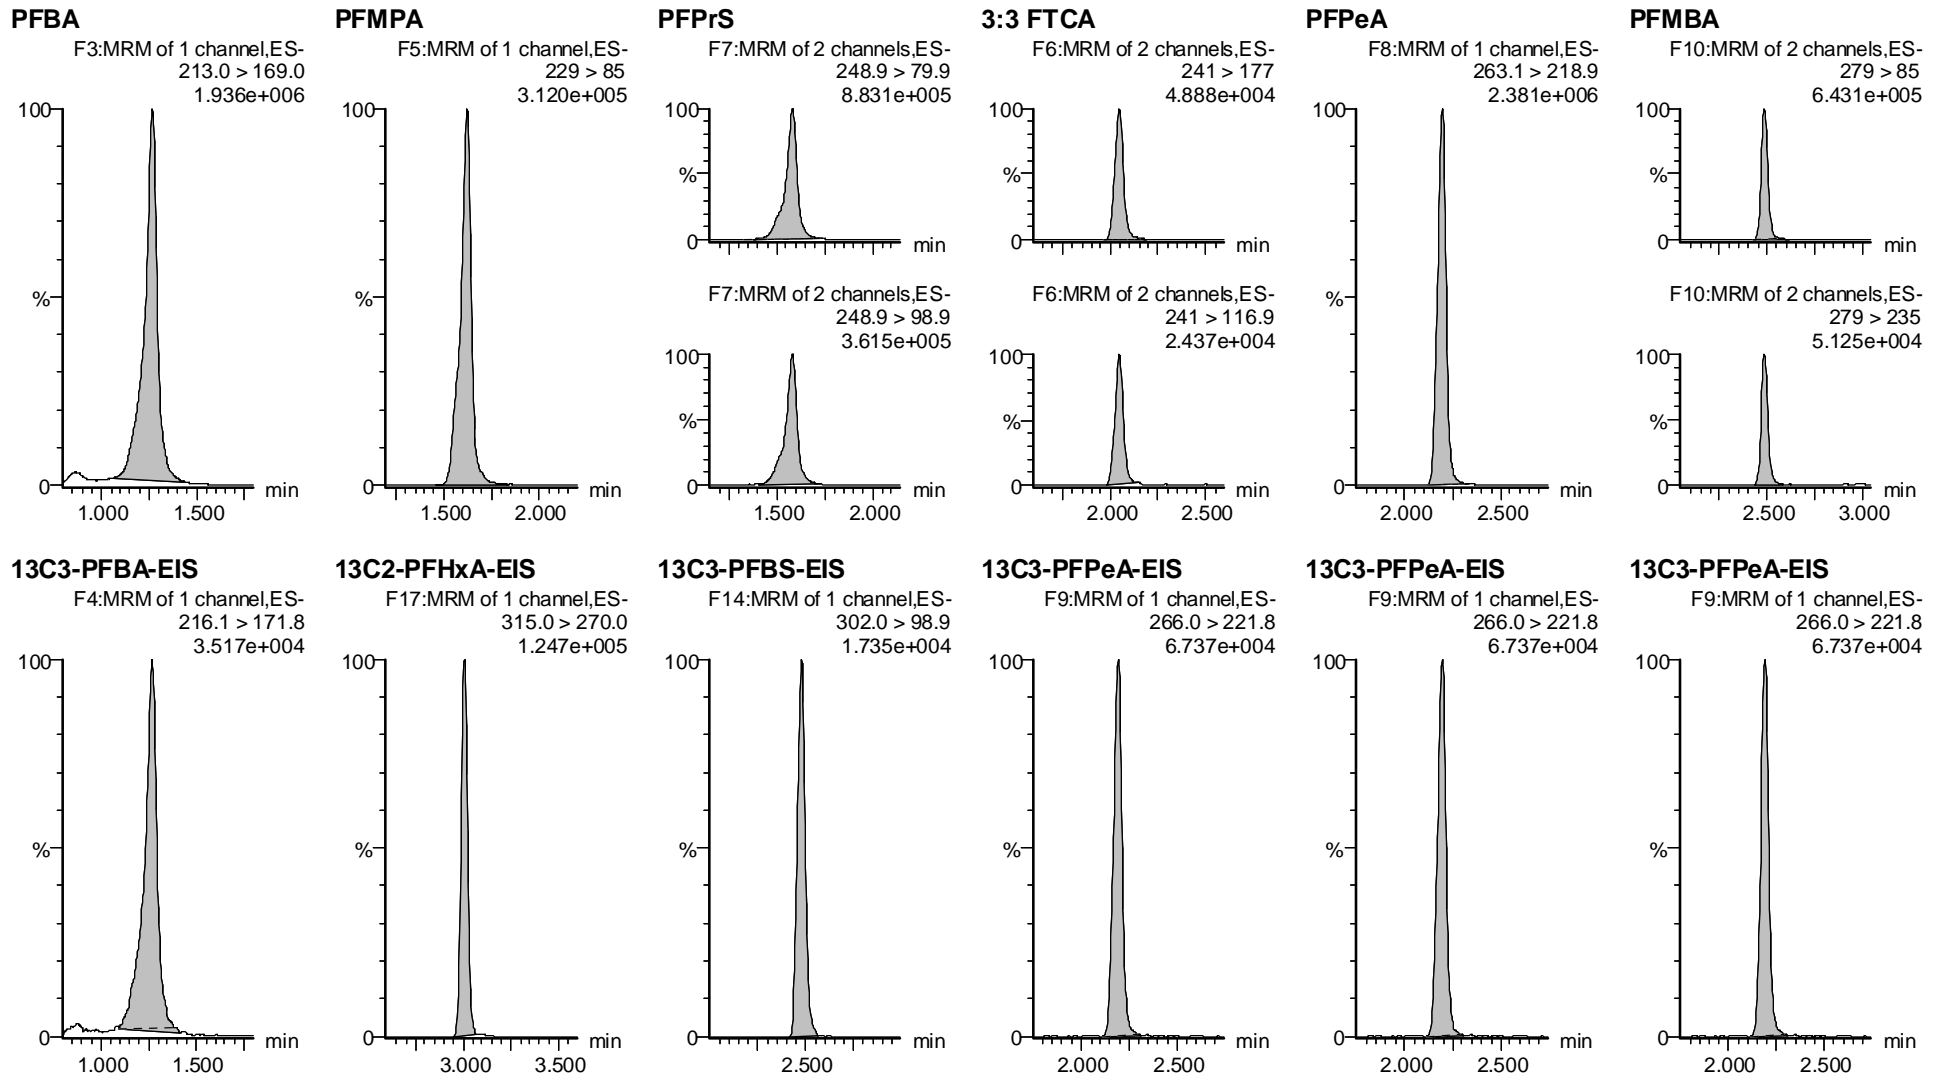 PFBA
F3:MRM of 1 channel,ES-
213.0 > 169.0
1.936e+006
100
%
0
min
1.000 1.500
PFMPA
F5:MRM of 1 channel,ES-
229 > 85
3.120e+005
100
%
0
min
1.500 2.000
PFPrS
F7:MRM of 2 channels,ES-
248.9 > 79.9
8.831e+005
100
%
0
min
F7:MRM of 2 channels,ES-
248.9 > 98.9
3.615e+005
100
%
0
min
1.500 2.000
3:3 FTCA
F6:MRM of 2 channels,ES-
241 > 177
4.888e+004
100
%
0
min
F6:MRM of 2 channels,ES-
241 > 116.9
2.437e+004
100
%
0
min
2.000 2.500
PFPeA
F8:MRM of 1 channel,ES-
263.1 > 218.9
2.381e+006
100
%
0
min
2.000 2.500
PFMBA
F10:MRM of 2 channels,ES-
279 > 85
6.431e+005
100
%
0
min
F10:MRM of 2 channels,ES-
279 > 235
5.125e+004
100
%
0
min
2.500 3.000
13C3-PFBA-EIS
F4:MRM of 1 channel,ES-
216.1 > 171.8
3.517e+004
100
%
0
min
1.000 1.500
13C2-PFHxA-EIS
F17:MRM of 1 channel,ES-
315.0 > 270.0
1.247e+005
100
%
0
min
3.000 3.500
13C3-PFBS-EIS
F14:MRM of 1 channel,ES-
302.0 > 98.9
1.735e+004
100
%
0
min
2.500
13C3-PFPeA-EIS
F9:MRM of 1 channel,ES-
266.0 > 221.8
6.737e+004
100
%
0
min
2.000 2.500
13C3-PFPeA-EIS
F9:MRM of 1 channel,ES-
266.0 > 221.8
6.737e+004
100
%
0
min
2.000 2.500
13C3-PFPeA-EIS
F9:MRM of 1 channel,ES-
266.0 > 221.8
6.737e+004
100
%
0
min
2.000 2.500